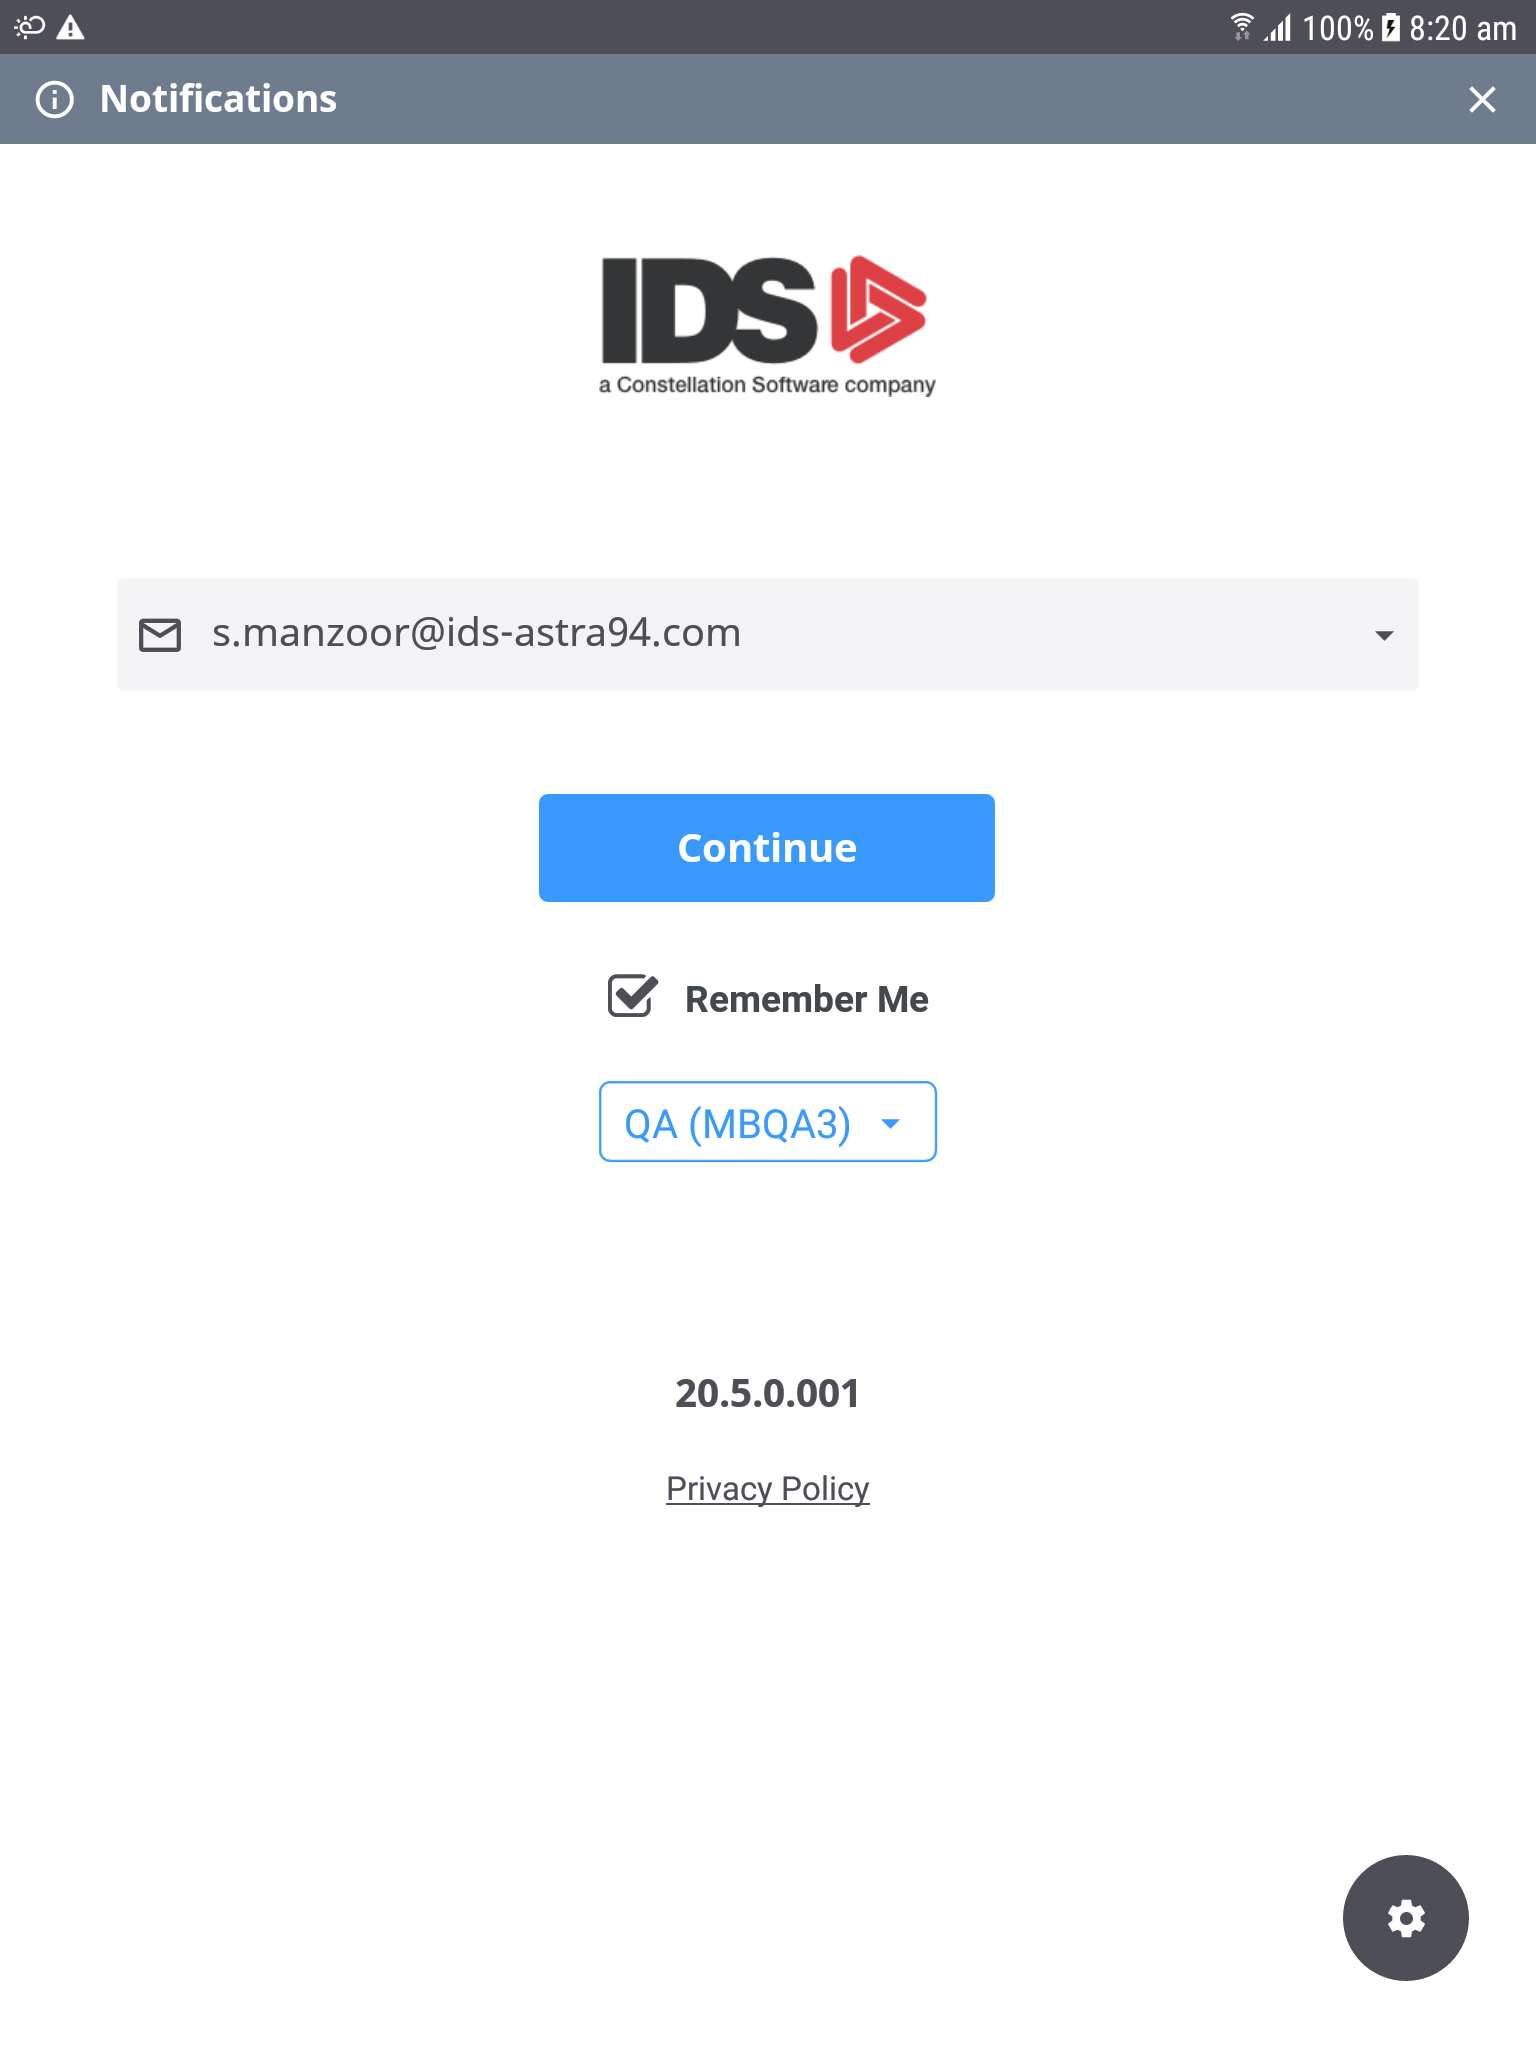 100% 8:20 am
Notifications
IDS
a Constellation Software company
s.manzoor@ids-astra94.com
Continue
Remember Me
QA (MBQA3)
20.5.0.001
Privacy Policy